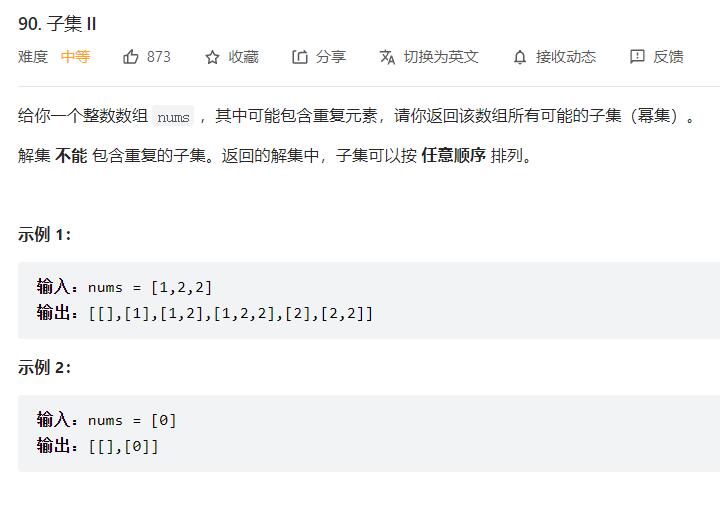 90. 子集 II
难度 中等 873 收藏 分享 切换为英文 接收动态 反馈
给你一个整数数组 nums ，其中可能包含重复元素，请你返回该数组所有可能的子集（幂集）。
解集 不能 包含重复的子集。返回的解集中，子集可以按 任意顺序 排列。
示例 1：
输入：nums = [1,2,2]
输出：[[],[1],[1,2],[1,2,2],[2],[2,2]]
示例 2：
输入：nums = [0]
输出：[[],[0]]